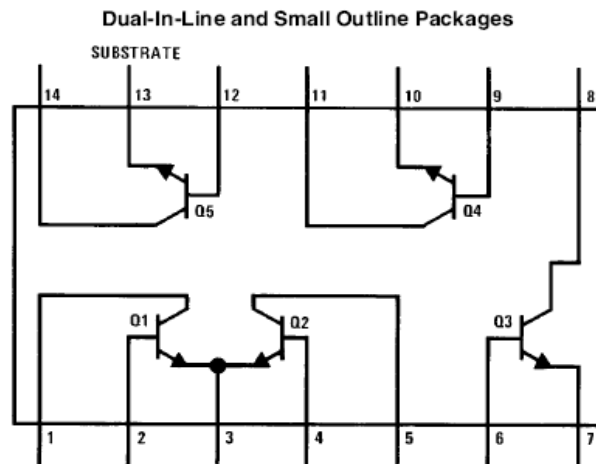 Dual-In-Line and Small Outline Packages
SUBSTRATE
14 13 12 11 10 9 8
Q5 Q4
Q1 Q2 Q3
1 2 3 4 5 6 7